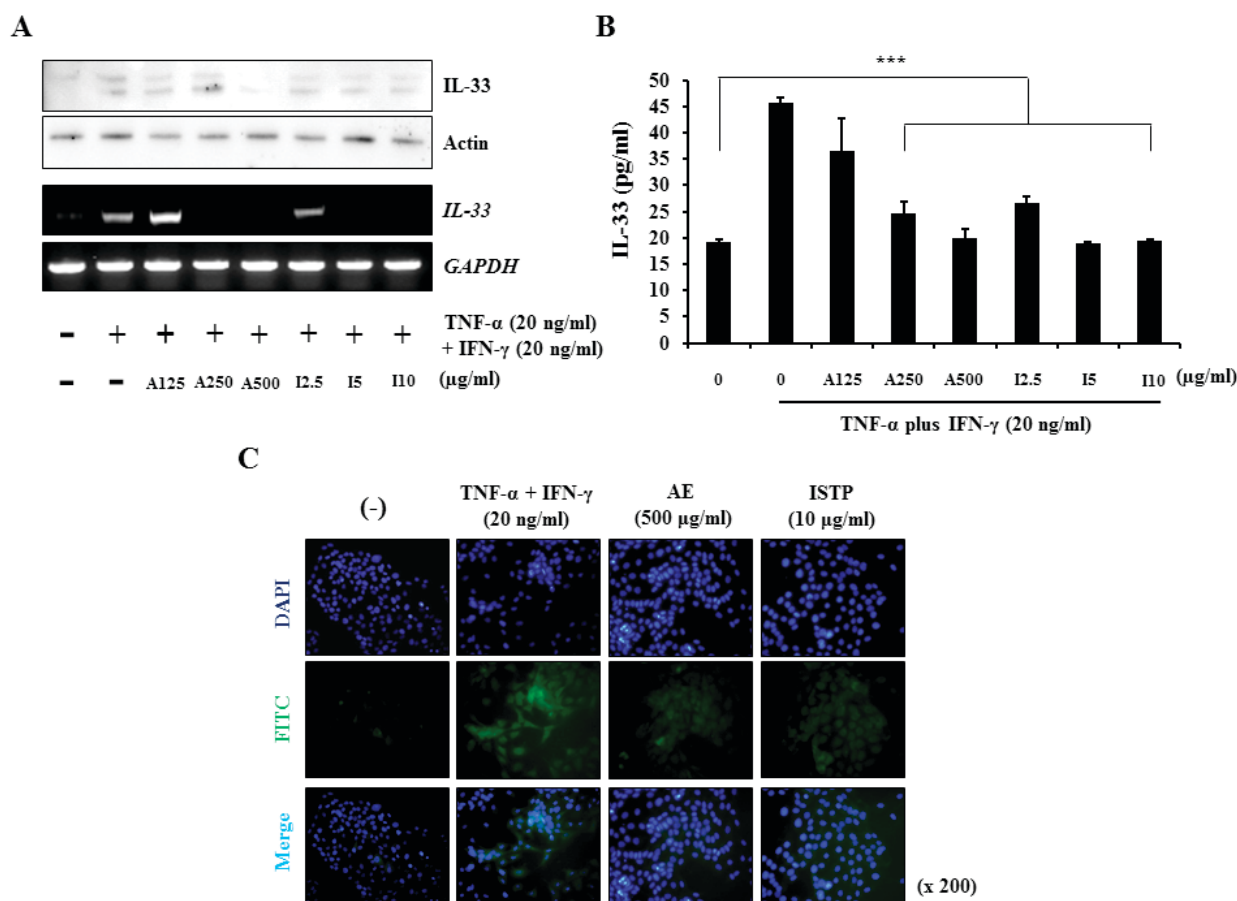 A
IL-33
Actin
IL-33
GAPDH
- + + + + + + + TNF-α (20 ng/ml)
+ IFN-γ (20 ng/ml)
- - A125 A250 A500 I2.5 I5 I10 (μg/ml)
B
***
IL-33 (pg/ml)
50
45
40
35
30
25
20
15
10
5
0
0 0 A125 A250 A500 I2.5 I5 I10 (μg/ml)
TNF-α plus IFN-γ (20 ng/ml)
C
(-)
TNF-α + IFN-γ
(20 ng/ml)
AE
(500 μg/ml)
ISTP
(10 μg/ml)
DAPI
FITC
Merge
(x 200)